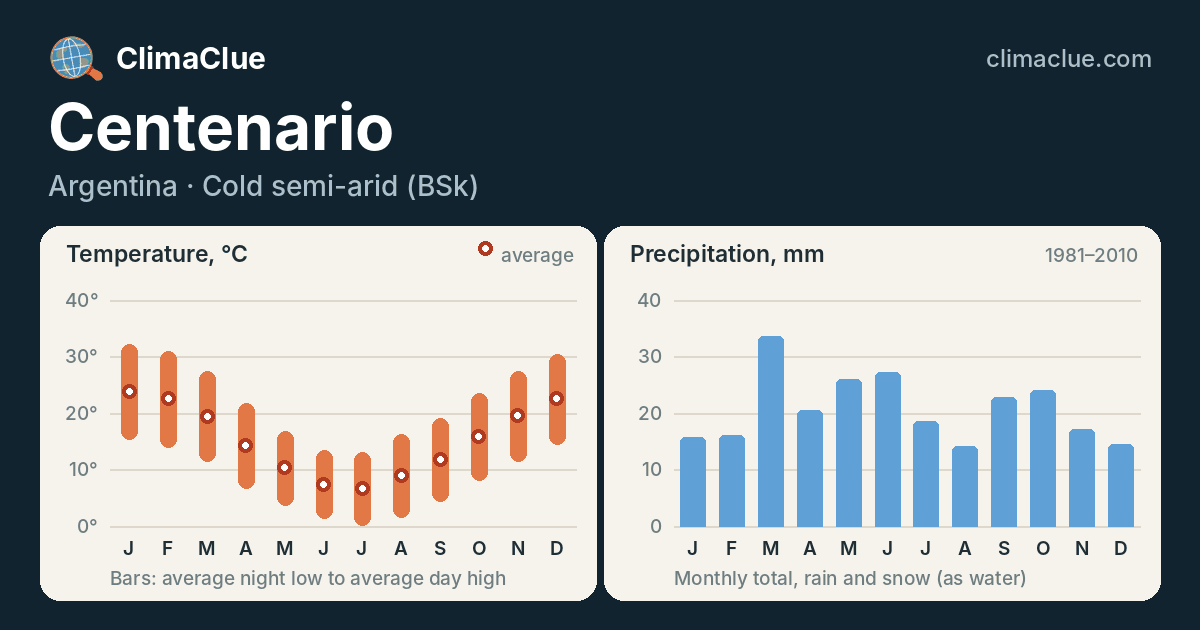 ClimaClue
climaclue.com
Centenario
Argentina · Cold semi-arid (BSk)
Temperature, °C
average
40°
30°
20°
10°
0°
J F M A M J J A S O N D
Bars: average night low to average day high
Precipitation, mm
1981–2010
40
30
20
10
0
J F M A M J J A S O N D
Monthly total, rain and snow (as water)